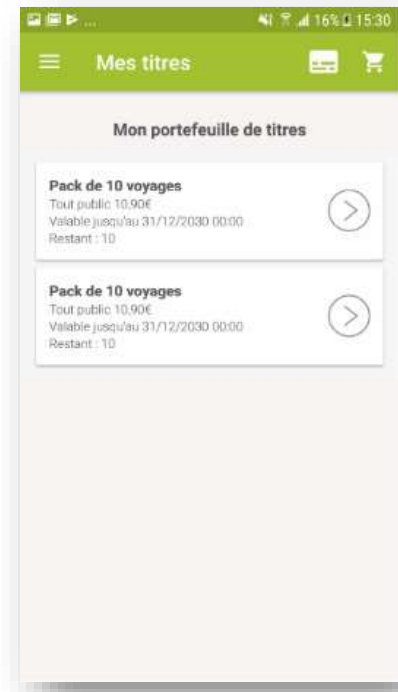 ... 16% 15:30
Mes titres
Mon portefeuille de titres
Pack de 10 voyages
Tout public 10,90€
Valable jusqu'au 31/12/2030 00:00
Restant : 10
Pack de 10 voyages
Tout public 10,90€
Valable jusqu'au 31/12/2030 00:00
Restant : 10